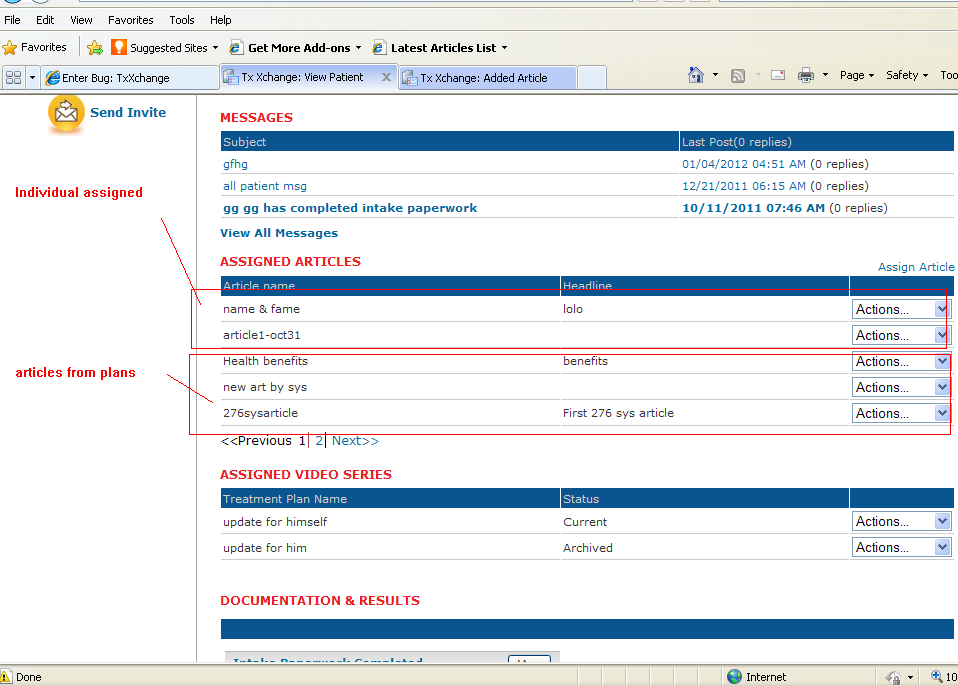 File Edit View Favorites Tools Help
Favorites Suggested Sites Get More Add-ons Latest Articles List
Enter Bug: TxXchange Tx Xchange: View Patient X Tx Xchange: Added Article Page Safety Too
Send Invite
MESSAGES
Subject Last Post(0 replies)
gfhg 01/04/2012 04:51 AM (0 replies)
all patient msg 12/21/2011 06:15 AM (0 replies)
gg gg has completed intake paperwork 10/11/2011 07:46 AM (0 replies)
View All Messages
Individual assigned
ASSIGNED ARTICLES Assign Article
Article name Headline
name & fame lolo Actions...
article1-oct31 Actions...
Health benefits benefits Actions...
articles from plans
new art by sys Actions...
276sysarticle First 276 sys article Actions...
<<Previous 1| 2| Next>>
ASSIGNED VIDEO SERIES
Treatment Plan Name Status
update for himself Current Actions...
update for him Archived Actions...
DOCUMENTATION & RESULTS
Intake Paperwork Completed
Done Internet 10